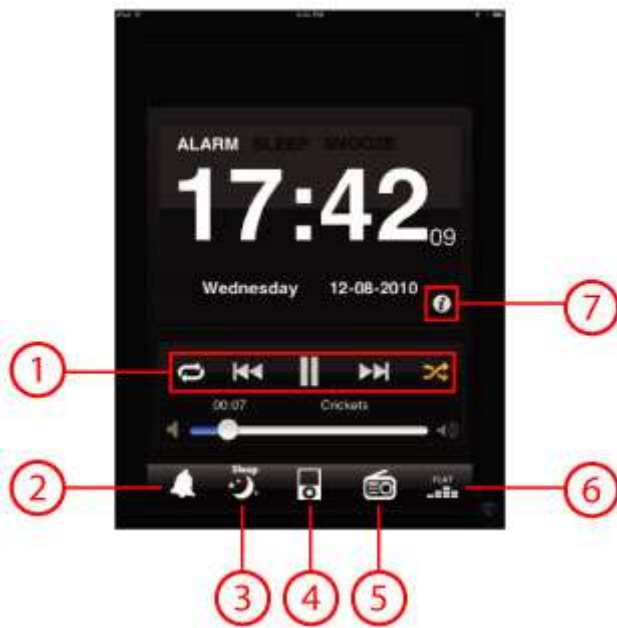 iPad
ALARM SLEEP SNOOZE
17:42 09
Wednesday 12-08-2010
7
1
00:07 Crickets
Sleep
FLAT
2
6
3 4 5